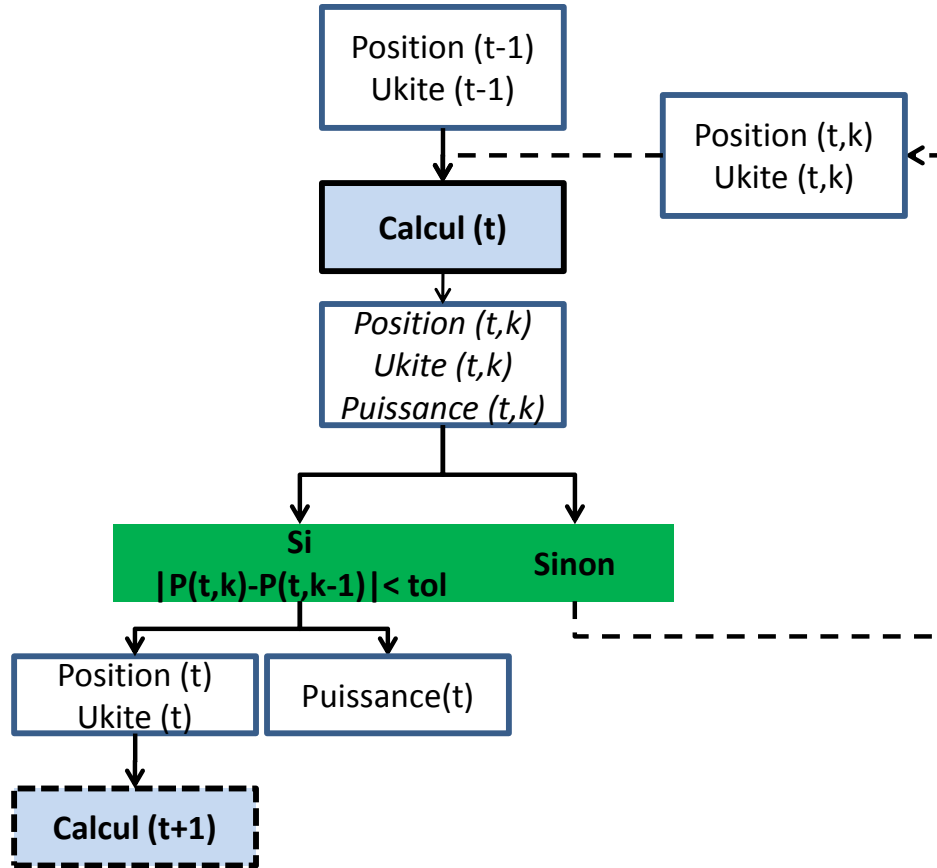 Position (t-1)
Ukite (t-1)
Position (t,k)
Ukite (t,k)
Calcul (t)
Position (t,k)
Ukite (t,k)
Puissance (t,k)
Si
|P(t,k)-P(t,k-1)|< tol
Sinon
Position (t)
Ukite (t)
Puissance(t)
Calcul (t+1)